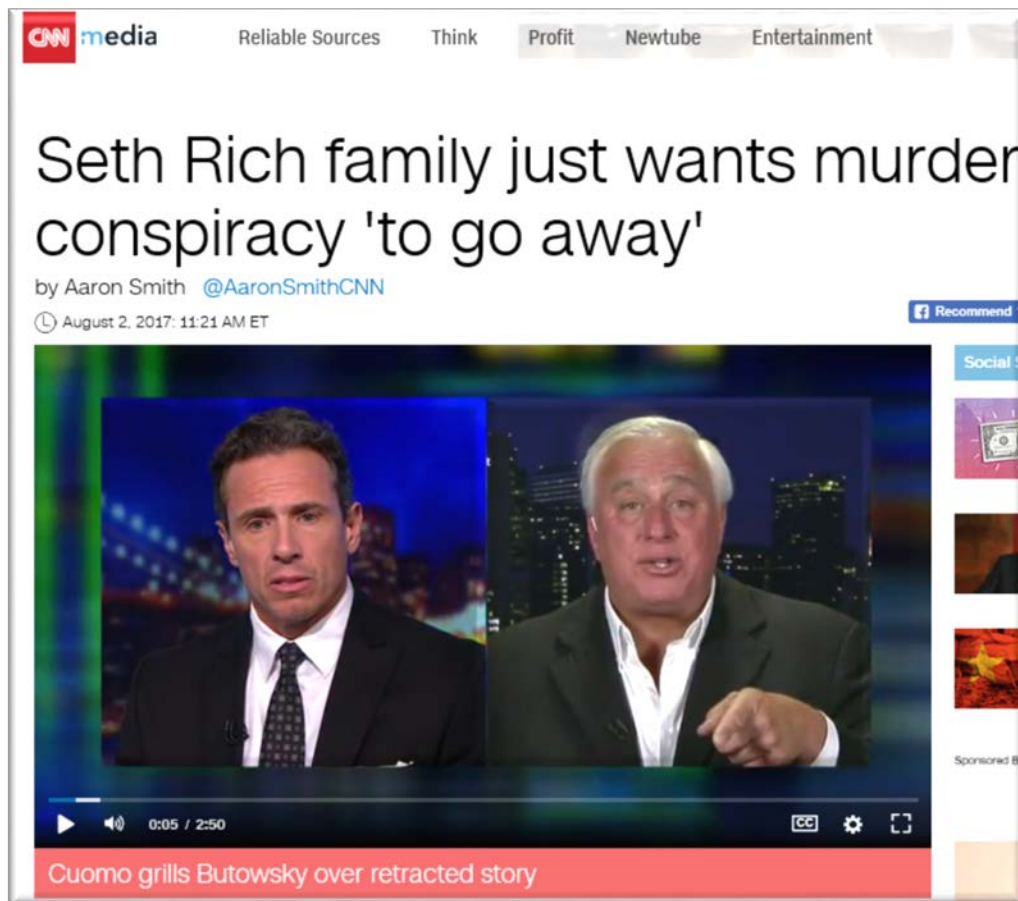 CNN media Reliable Sources Think Profit Newtube Entertainment
Seth Rich family just wants murder
conspiracy 'to go away'
by Aaron Smith @AaronSmithCNN
August 2, 2017: 11:21 AM ET
Recommend
Social
Sponsored
0:05 / 2:50 CC
Cuomo grills Butowsky over retracted story